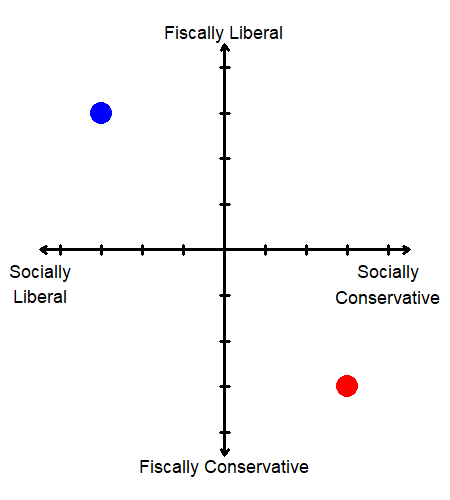 Fiscally Liberal
Socially
Liberal
Socially
Conservative
Fiscally Conservative